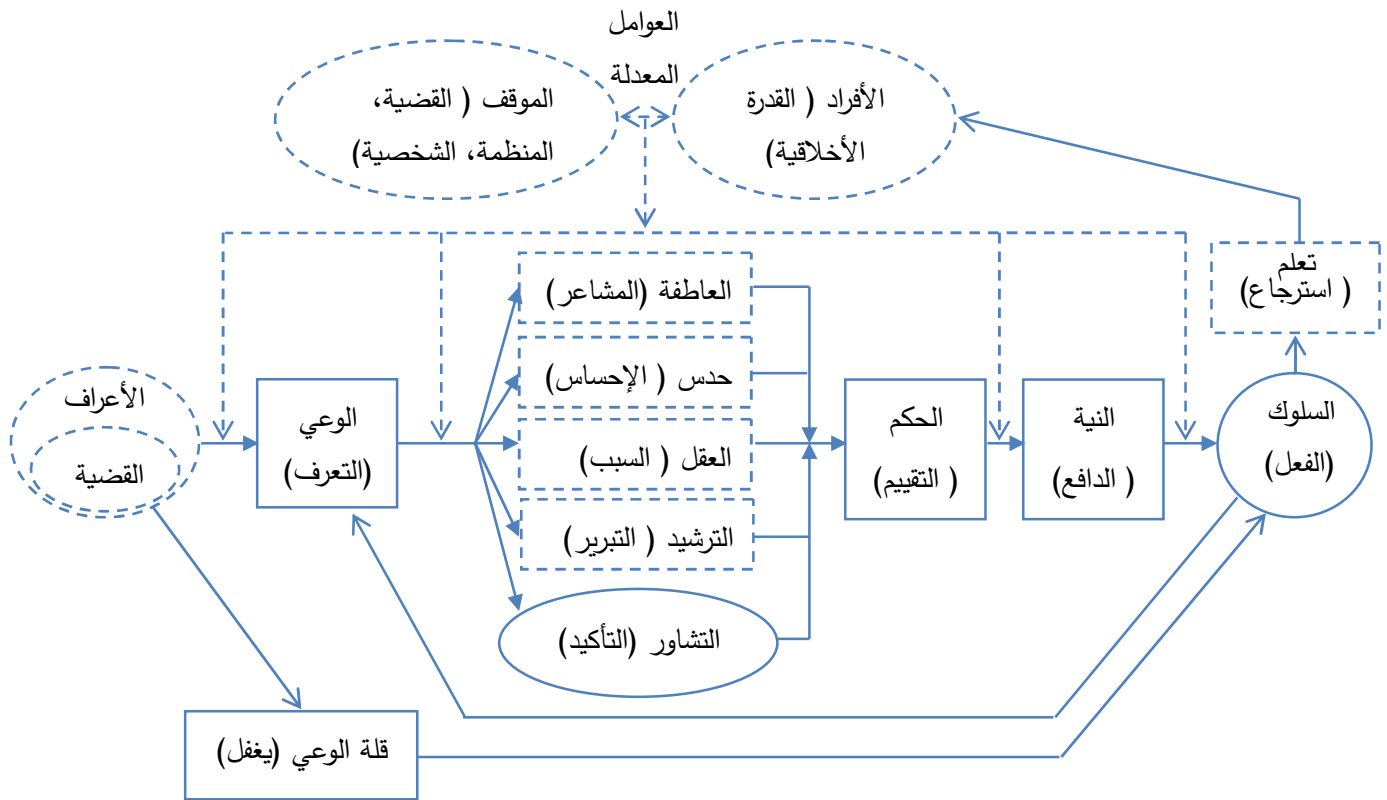 العوامل
المعدلة
الأفراد ( القدرة
الأخلاقية)
الموقف ( القضية،
المنظمة، الشخصية)
تعلم
( استرجاع)
العاطفة (المشاعر)
حدس ( الإحساس)
العقل ( السبب)
الترشيد ( التبرير)
التشاور (التأكيد)
الأعراف
القضية
الوعي
(التعرف)
الحكم
( التقييم)
النية
( الدافع)
السلوك
(الفعل)
قلة الوعي (يغفل)